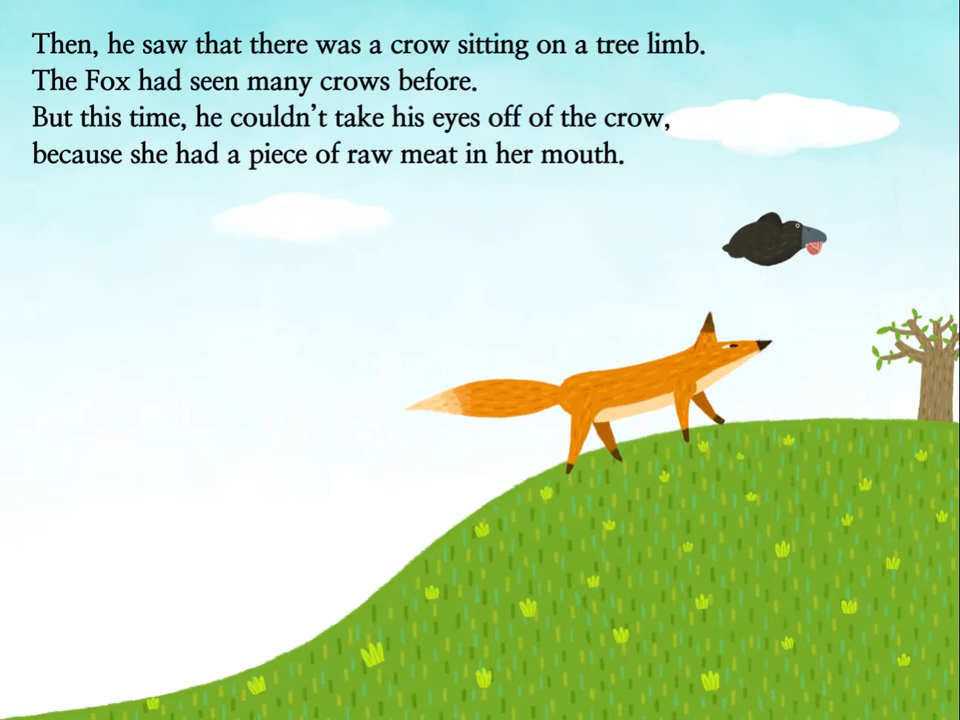 Then, he saw that there was a crow sitting on a tree limb.
The Fox had seen many crows before.
But this time, he couldn’t take his eyes off of the crow,
because she had a piece of raw meat in her mouth.